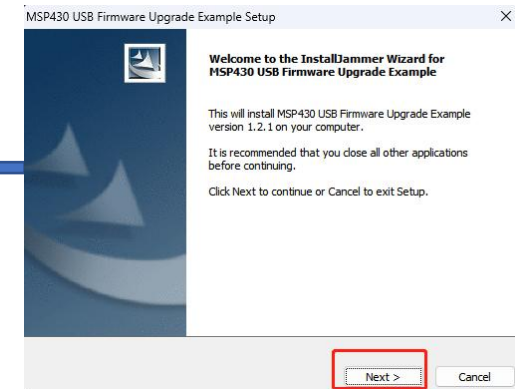 MSP430 USB Firmware Upgrade Example Setup
Welcome to the InstallJammer Wizard for
MSP430 USB Firmware Upgrade Example
This will install MSP430 USB Firmware Upgrade Example
version 1.2.1 on your computer.
It is recommended that you close all other applications
before continuing.
Click Next to continue or Cancel to exit Setup.
Next >
Cancel